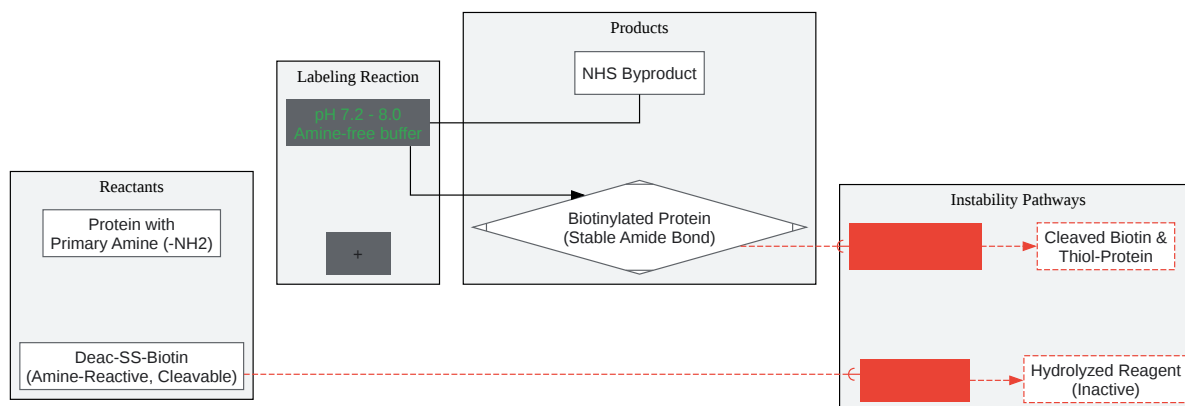 Products
NHS Byproduct
Labeling Reaction
pH 7.2 - 8.0
Amine-free buffer
Reactants
Protein with
Primary Amine (-NH2)
+
Biotinylated Protein
(Stable Amide Bond)
Instability Pathways
Cleaved Biotin &
Thiol-Protein
Deac-SS-Biotin
(Amine-Reactive, Cleavable)
Hydrolyzed Reagent
(Inactive)